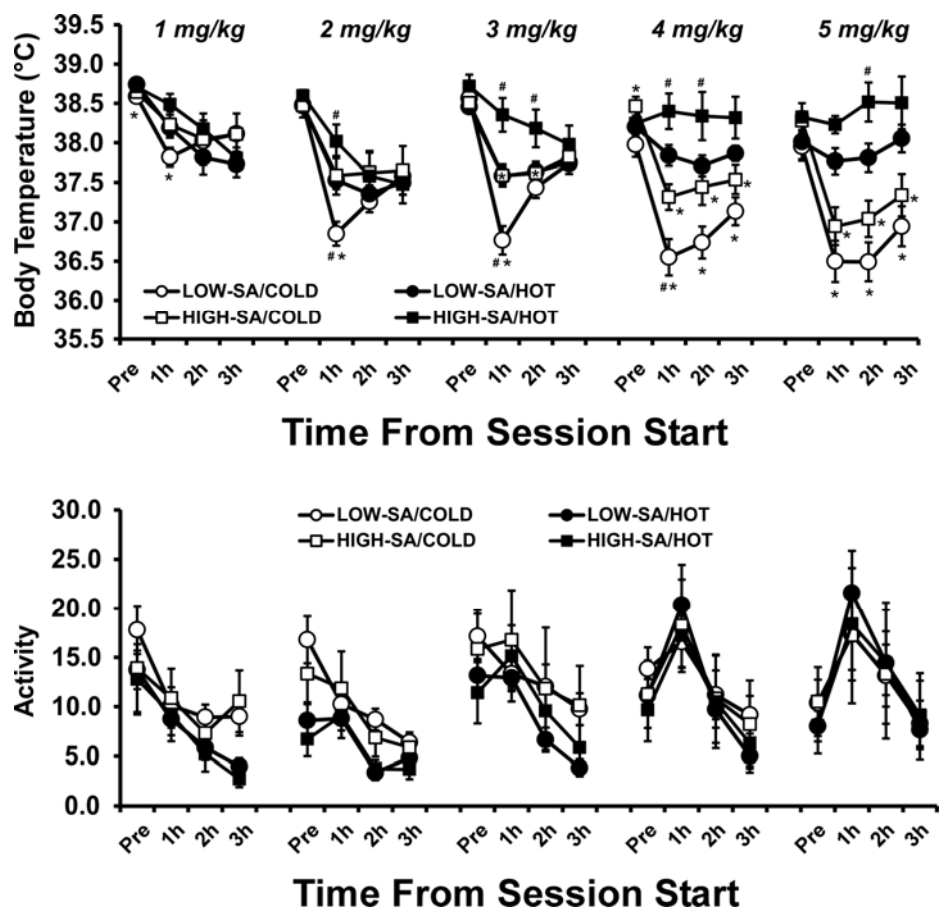 1 mg/kg 2 mg/kg 3 mg/kg 4 mg/kg 5 mg/kg
Body Temperature (°C)
39.5
39.0
38.5
38.0
37.5
37.0
36.5
36.0
35.5
* *
# # *
# # * * # *
* # # # * * * * * *
# * * * * * *
LOW-SA/COLD LOW-SA/HOT
HIGH-SA/COLD HIGH-SA/HOT
Pre 1h 2h 3h Pre 1h 2h 3h Pre 1h 2h 3h Pre 1h 2h 3h Pre 1h 2h 3h
Time From Session Start
Activity
30.0
25.0
20.0
15.0
10.0
5.0
0.0
LOW-SA/COLD LOW-SA/HOT
HIGH-SA/COLD HIGH-SA/HOT
Pre 1h 2h 3h Pre 1h 2h 3h Pre 1h 2h 3h Pre 1h 2h 3h Pre 1h 2h 3h
Time From Session Start